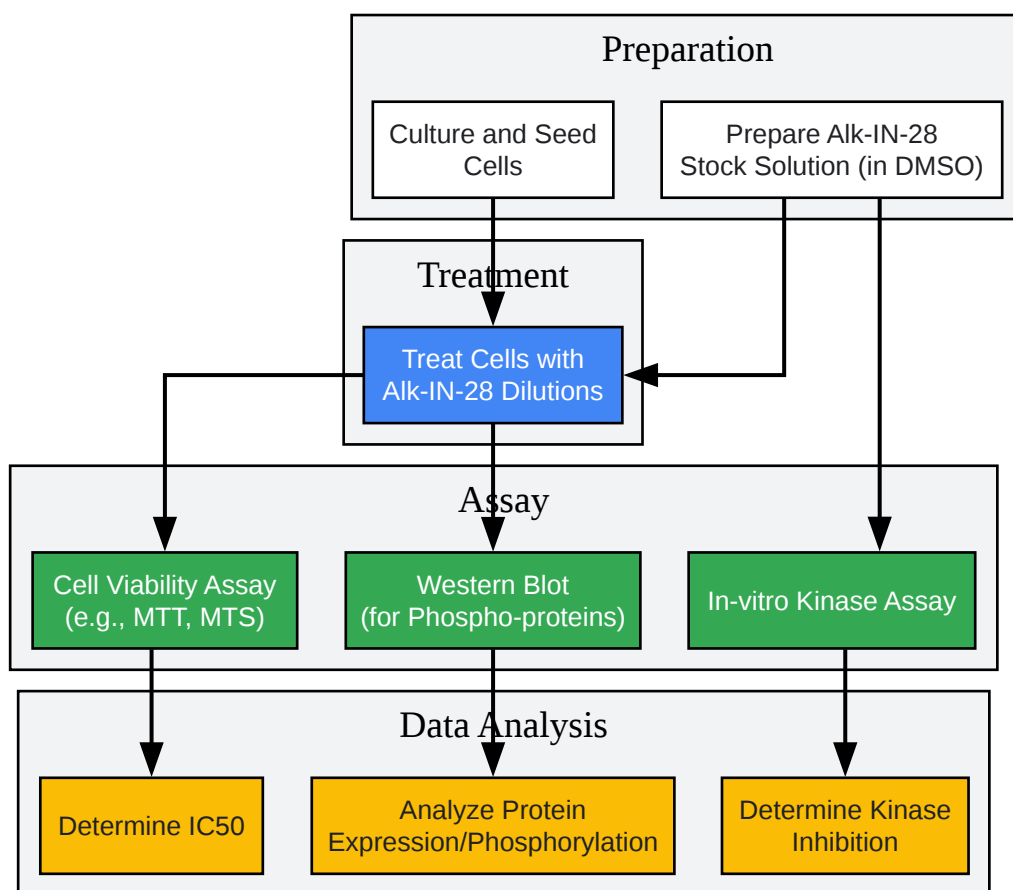 Preparation
Culture and Seed
Cells
Prepare Alk-IN-28
Stock Solution (in DMSO)
Treatment
Treat Cells with
Alk-IN-28 Dilutions
Assay
Cell Viability Assay
(e.g., MTT, MTS)
Western Blot
(for Phospho-proteins)
In-vitro Kinase Assay
Data Analysis
Determine IC50
Analyze Protein
Expression/Phosphorylation
Determine Kinase
Inhibition